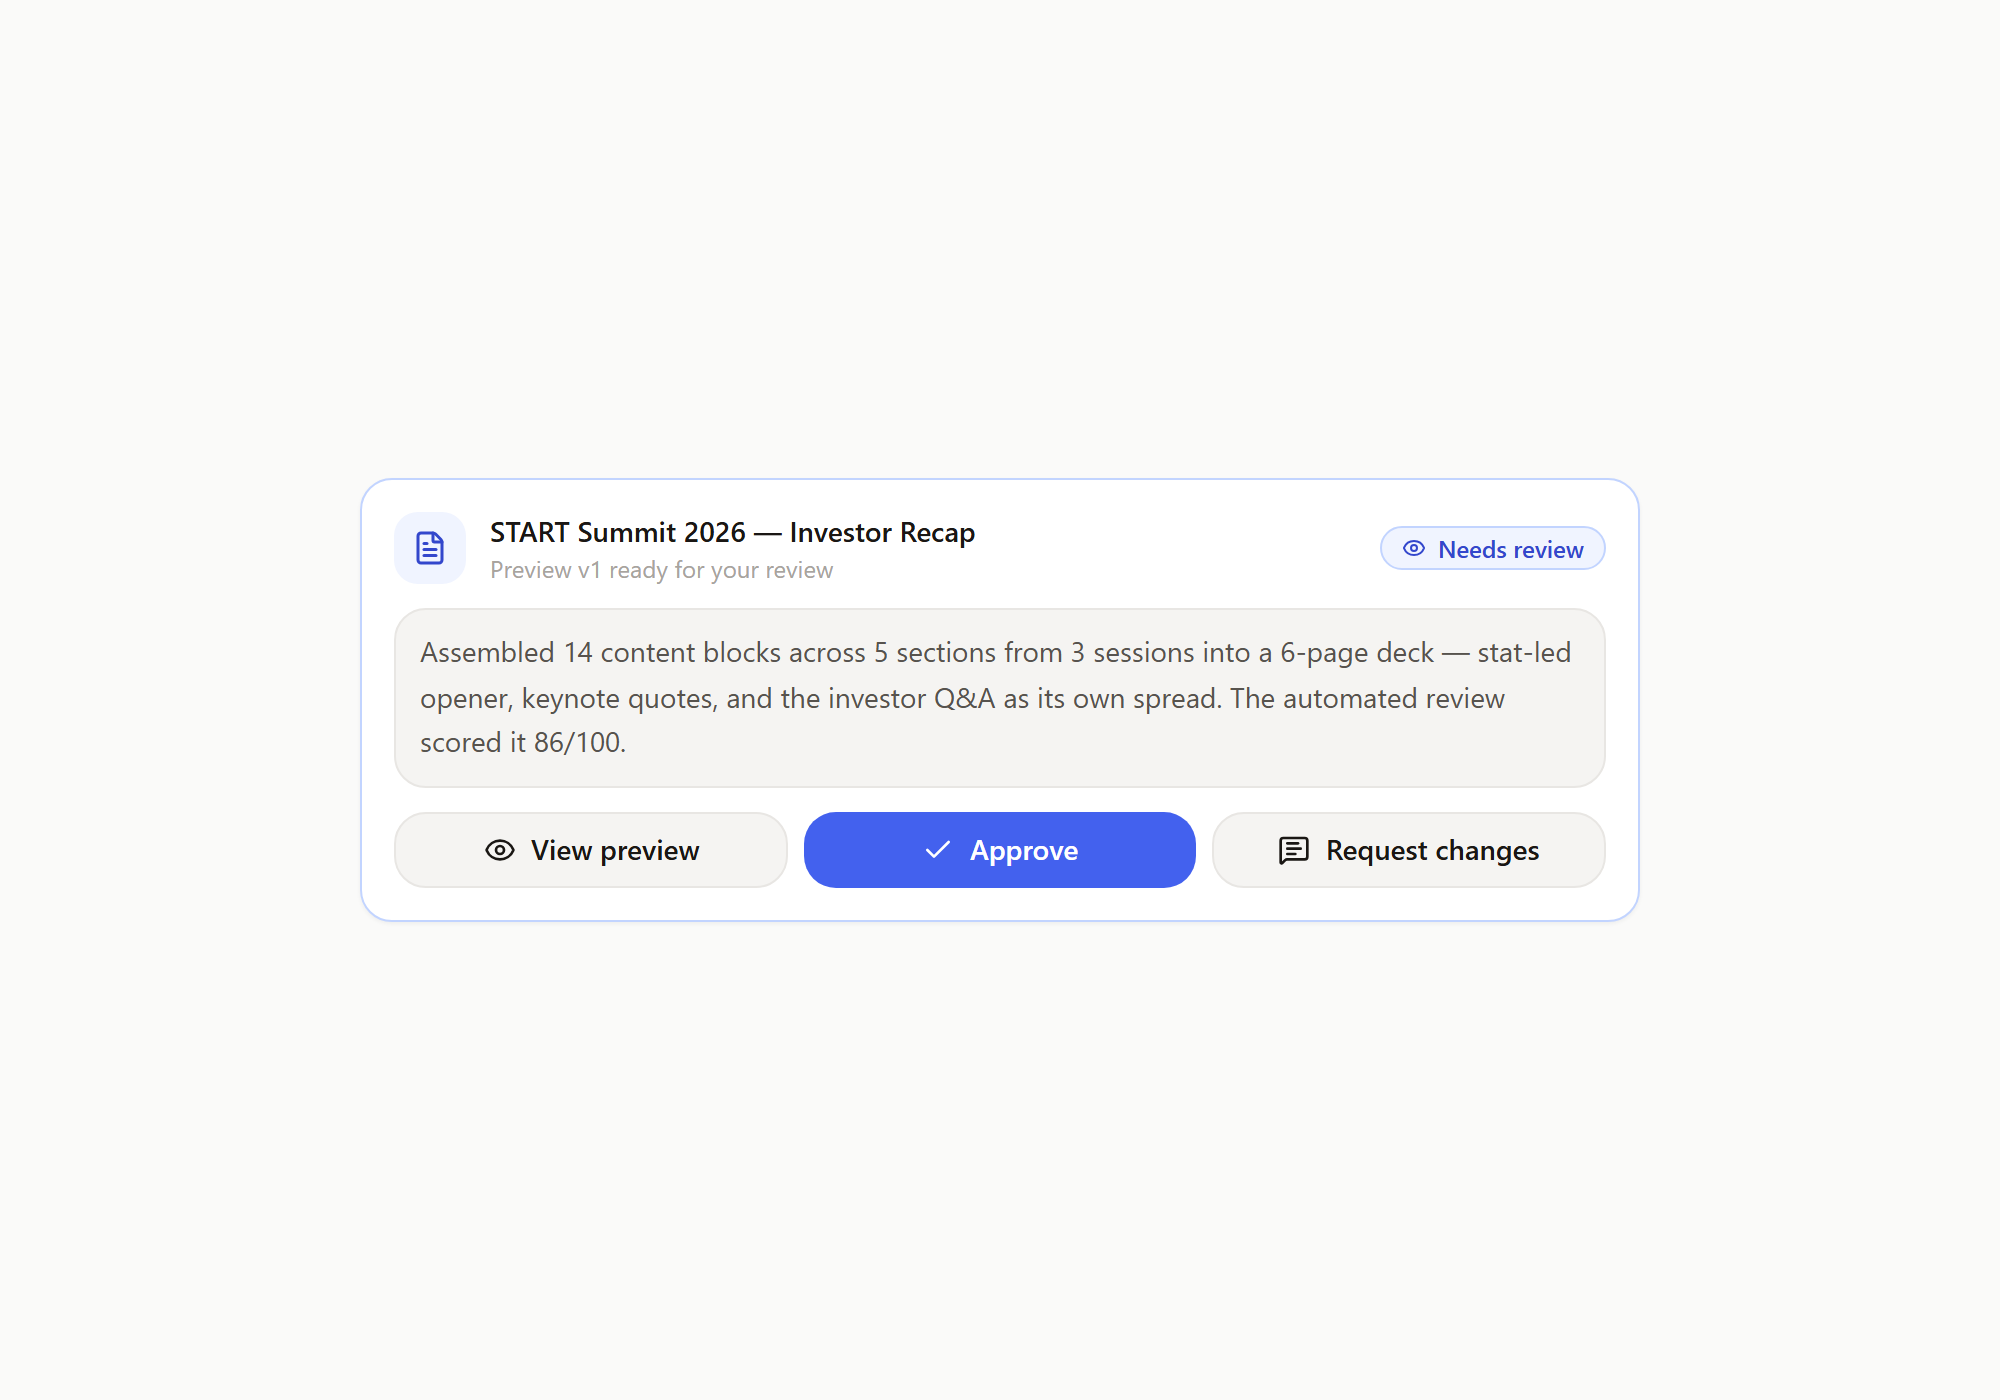 START Summit 2026 — Investor Recap
Preview v1 ready for your review
Needs review
Assembled 14 content blocks across 5 sections from 3 sessions into a 6-page deck — stat-led
opener, keynote quotes, and the investor Q&A as its own spread. The automated review
scored it 86/100.
View preview
Approve
Request changes